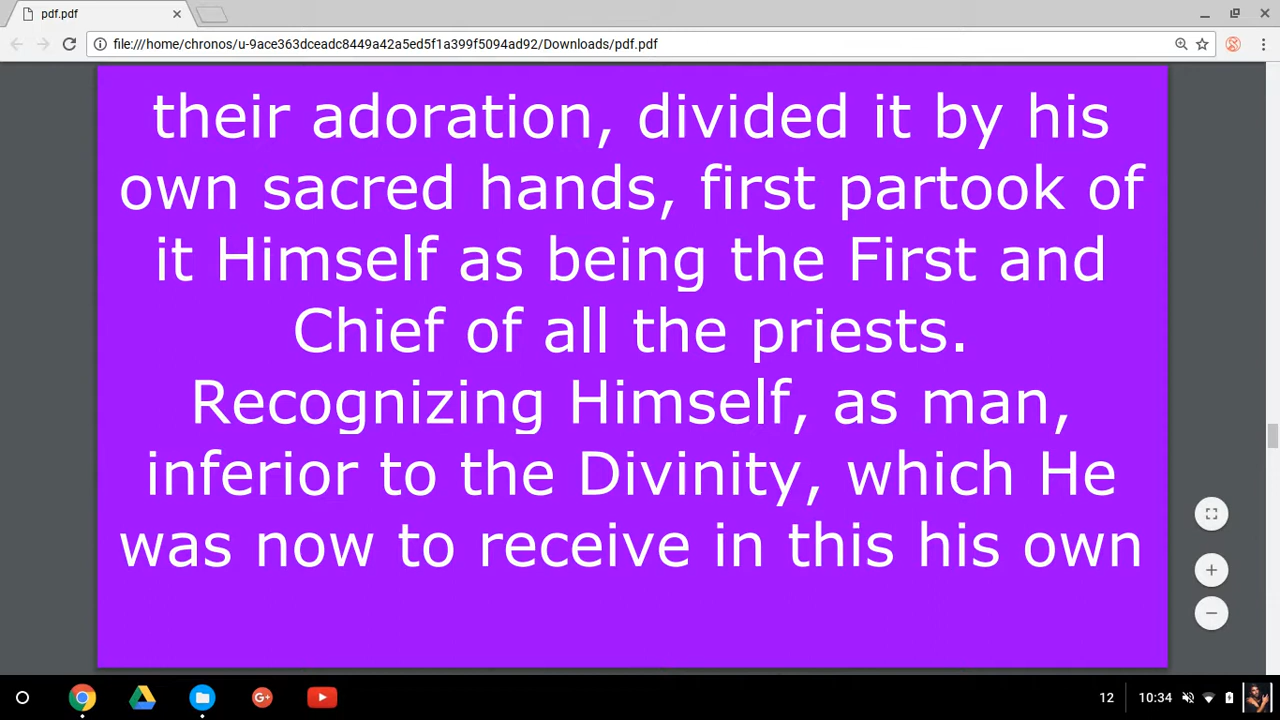 pdf.pdf
file:///home/chronos/u-9ace363dceadc8449a42a5ed5f1a399f5094ad92/Downloads/pdf.pdf
their adoration, divided it by his
own sacred hands, first partook of
it Himself as being the First and
Chief of all the priests.
Recognizing Himself, as man,
inferior to the Divinity, which He
was now to receive in this his own
12
10:34